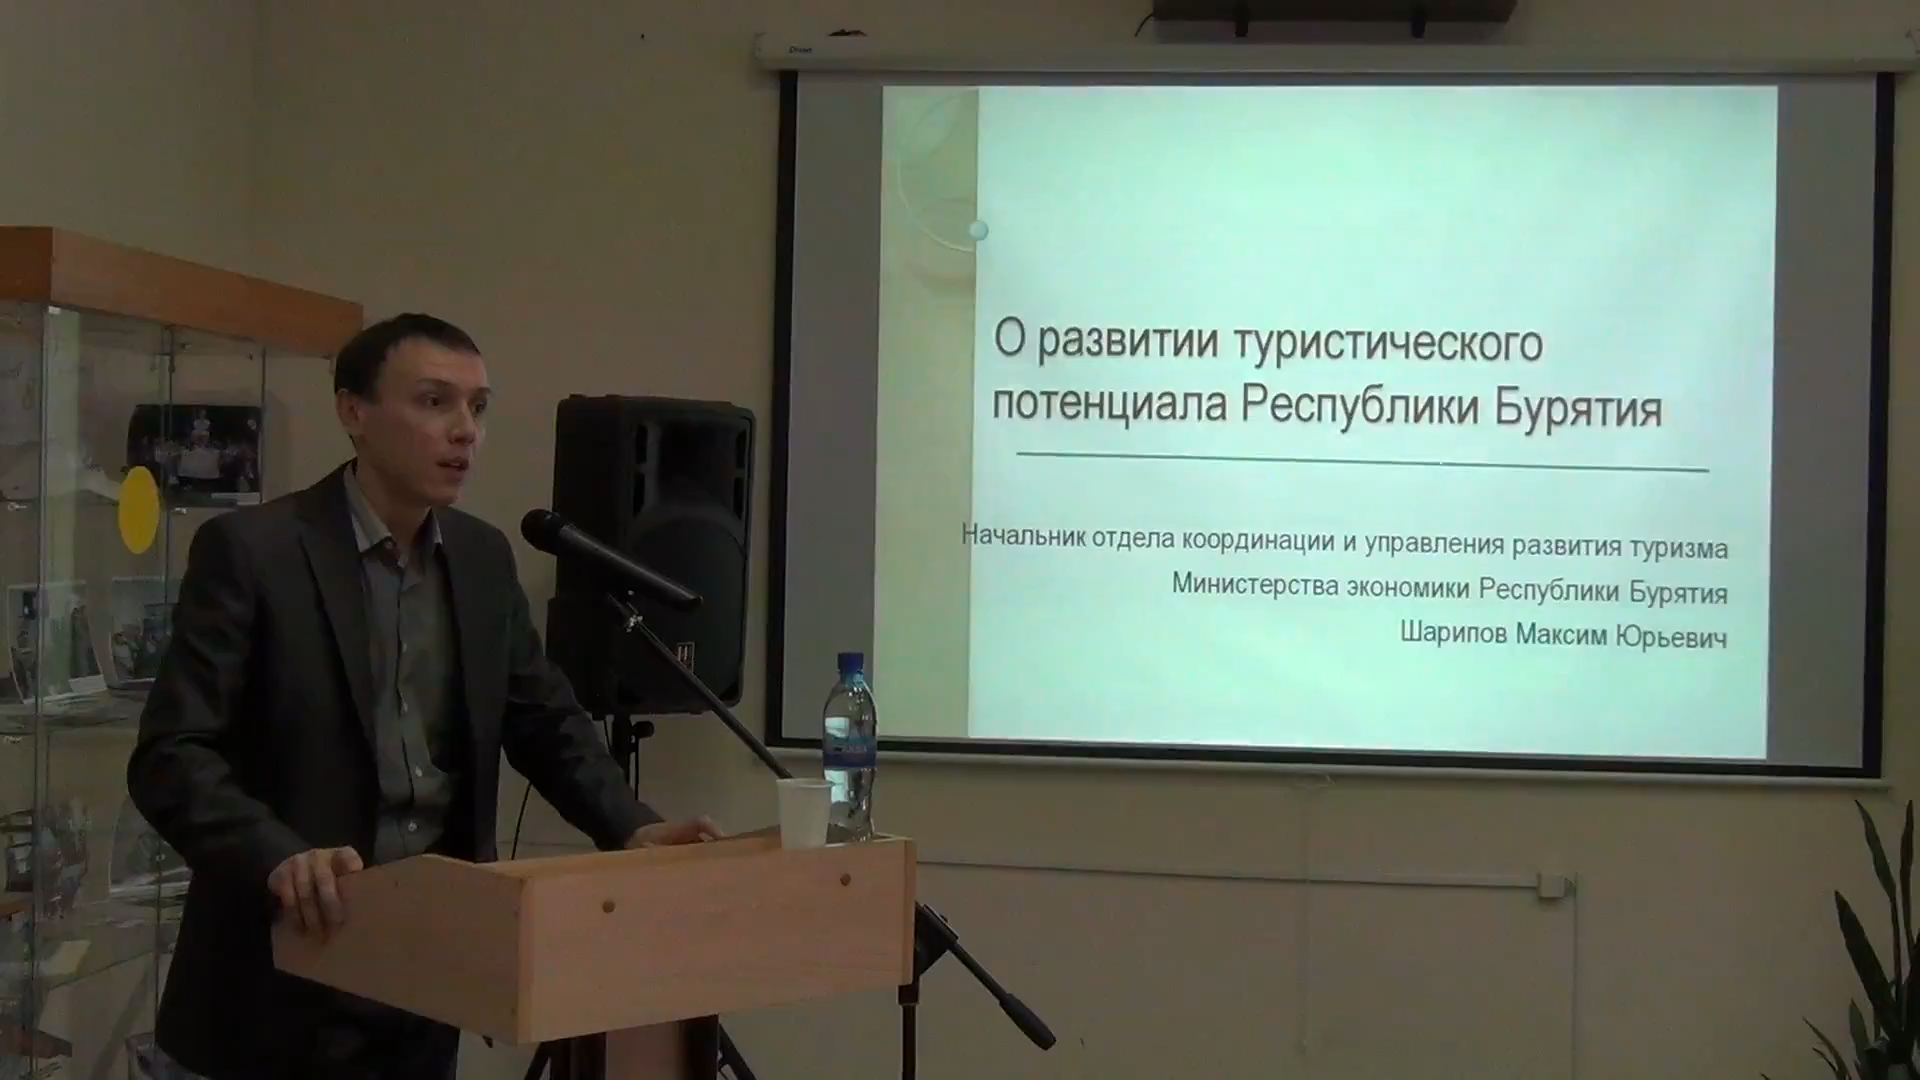 О развитии туристического
потенциала Республики Бурятия
Начальник отдела координации и управления развития туризма
Министерства экономики Республики Бурятия
Шарипов Максим Юрьевич